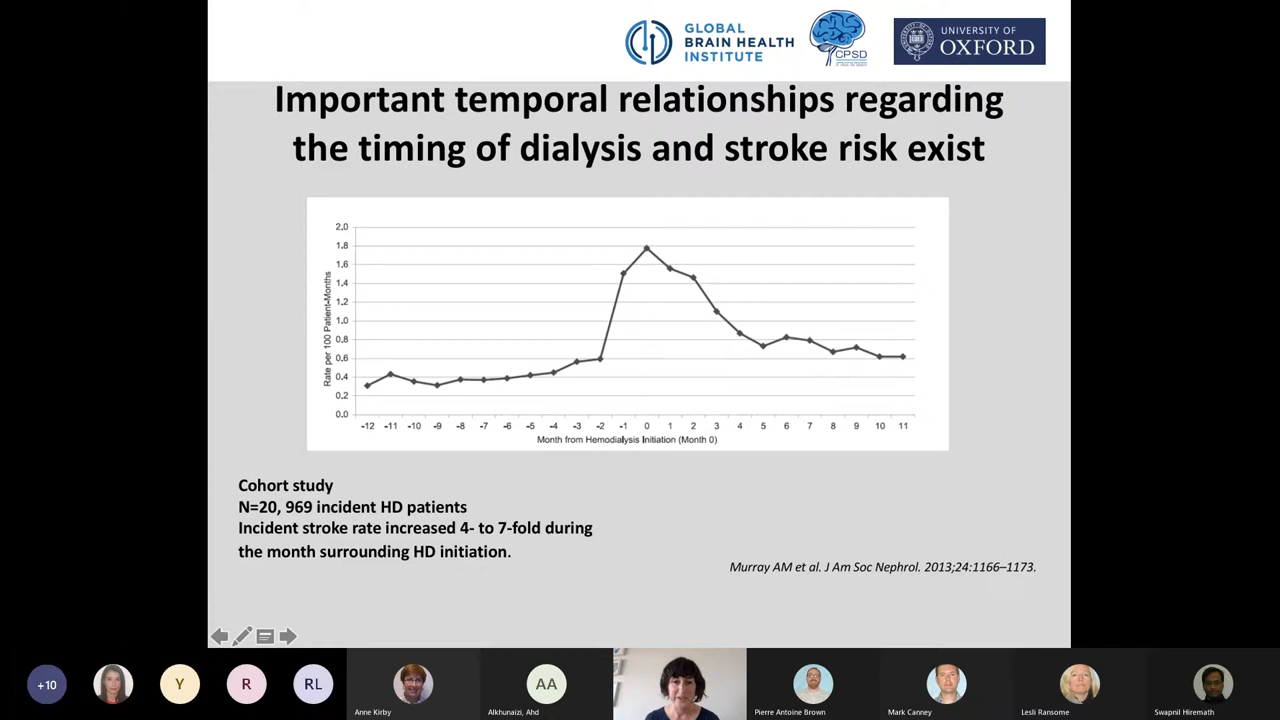 GLOBAL
BRAIN HEALTH
INSTITUTE
CPSD
UNIVERSITY OF
OXFORD
Important temporal relationships regarding
the timing of dialysis and stroke risk exist
2.0
1.8
1.6
1.4
1.2
1.0
0.8
0.6
0.4
0.2
0.0
Rate per 100 Patient-Months
-12 -11 -10 -9 -8 -7 -6 -5 -4 -3 -2 -1 0 1 2 3 4 5 6 7 8 9 10 11
Month from Hemodialysis Initiation (Month 0)
Cohort study
N=20, 969 incident HD patients
Incident stroke rate increased 4- to 7-fold during
the month surrounding HD initiation.
Murray AM et al. J Am Soc Nephrol. 2013;24:1166–1173.
+10
Y
R
RL
AA
Anne Kirby
Alkhunaizi, Ahd
Pierre Antoine Brown
Mark Canney
Lesli Ransome
Swapnil Hiremath